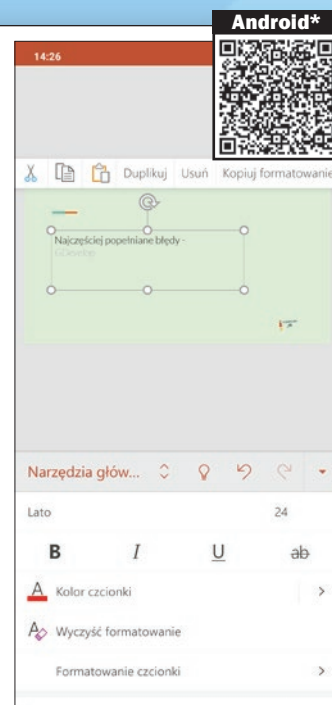 Android*
14:26
Duplikuj Usuń Kopiuj formatowanie
Najczęściej popełniane błędy -
GDevelop
Narzędzia głów...
Lato 24
B I U ab
A Kolor czcionki
Wyczyść formatowanie
Formatowanie czcionki